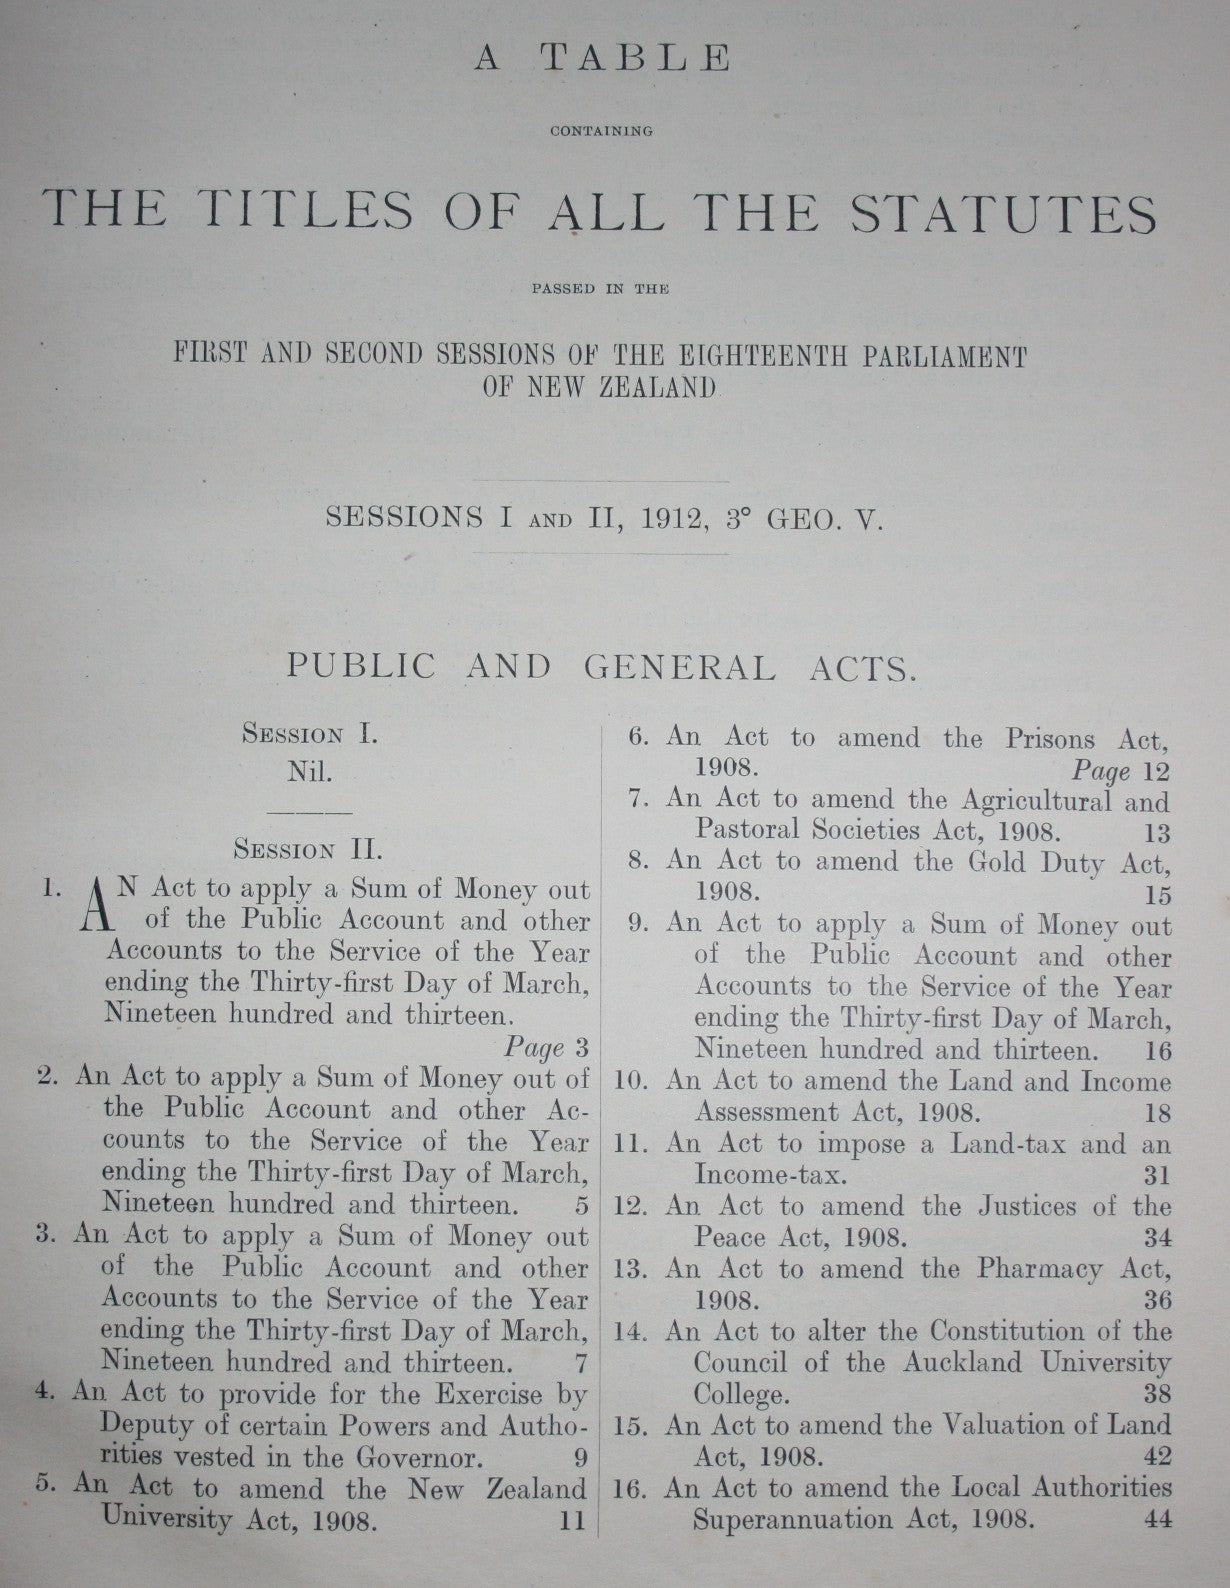 A TABLE
CONTAINING
THE TITLES OF ALL THE STATUTES
PASSED IN THE
FIRST AND SECOND SESSIONS OF THE EIGHTEENTH PARLIAMENT
OF NEW ZEALAND
SESSIONS I AND II, 1912, 3° GEO. V.
PUBLIC AND GENERAL ACTS.
SESSION I.
Nil.
SESSION II.
1. AN Act to apply a Sum of Money out
of the Public Account and other
Accounts to the Service of the Year
ending the Thirty-first Day of March,
Nineteen hundred and thirteen.
Page 3
2. An Act to apply a Sum of Money out of
the Public Account and other Ac-
counts to the Service of the Year
ending the Thirty-first Day of March,
Nineteen hundred and thirteen. 5
3. An Act to apply a Sum of Money out
of the Public Account and other
Accounts to the Service of the Year
ending the Thirty-first Day of March,
Nineteen hundred and thirteen. 7
4. An Act to provide for the Exercise by
Deputy of certain Powers and Autho-
rities vested in the Governor. 9
5. An Act to amend the New Zealand
University Act, 1908. 11
6. An Act to amend the Prisons Act,
1908. Page 12
7. An Act to amend the Agricultural and
Pastoral Societies Act, 1908. 13
8. An Act to amend the Gold Duty Act,
1908. 15
9. An Act to apply a Sum of Money out
of the Public Account and other
Accounts to the Service of the Year
ending the Thirty-first Day of March,
Nineteen hundred and thirteen. 16
10. An Act to amend the Land and Income
Assessment Act, 1908. 18
11. An Act to impose a Land-tax and an
Income-tax. 31
12. An Act to amend the Justices of the
Peace Act, 1908. 34
13. An Act to amend the Pharmacy Act,
1908. 36
14. An Act to alter the Constitution of the
Council of the Auckland University
College. 38
15. An Act to amend the Valuation of Land
Act, 1908. 42
16. An Act to amend the Local Authorities
Superannuation Act, 1908. 44